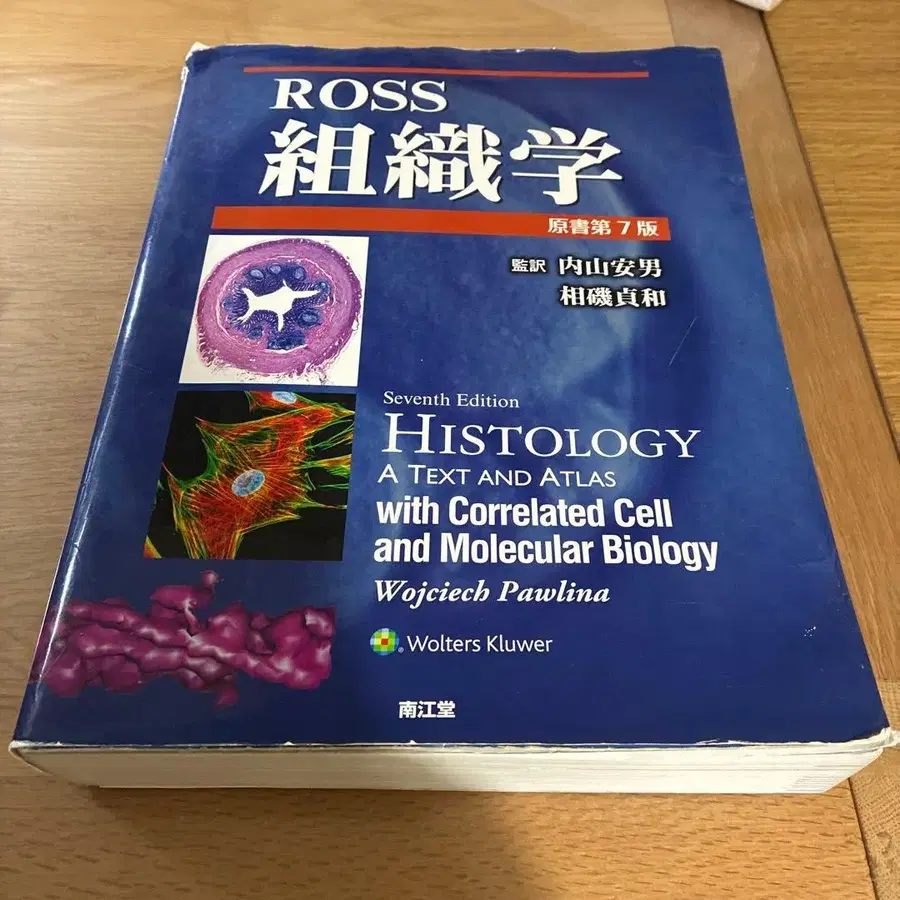 ROSS
組織学
原書第7版
監訳 内山安男
相磯貞和
Seventh Edition
HISTOLOGY
A TEXT AND ATLAS
with Correlated Cell
and Molecular Biology
Wojciech Pawlina
Wolters Kluwer
南江堂